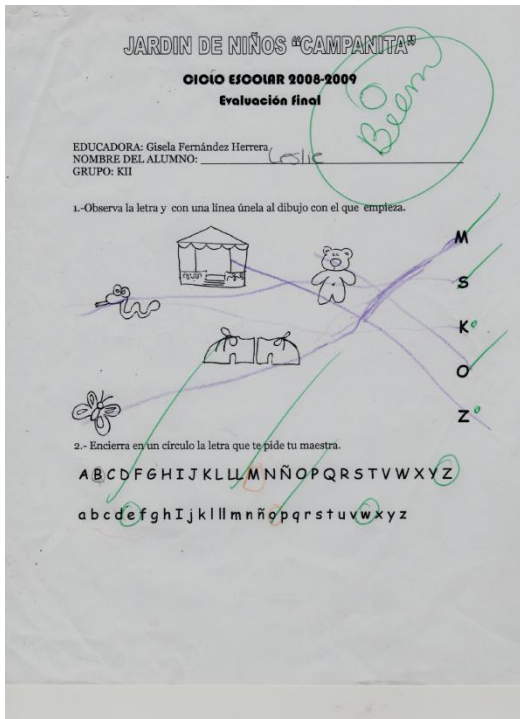 JARDIN DE NIÑOS "CAMPANITA"
CICLO ESCOLAR 2008-2009
Evaluación Final
EDUCADORA: Gisela Fernández Herrera
NOMBRE DEL ALUMNO: Leslie
GRUPO: KII
1.-Observa la letra y con una línea únela al dibujo con el que empieza.
M
S
K
O
Z
2.- Encierra en un círculo la letra que te pide tu maestra.
A B C D F G H I J K L LL M N Ñ O P Q R S T V W X Y Z
a b c d e f g h I j k l ll m n ñ o p q r s t u v w x y z